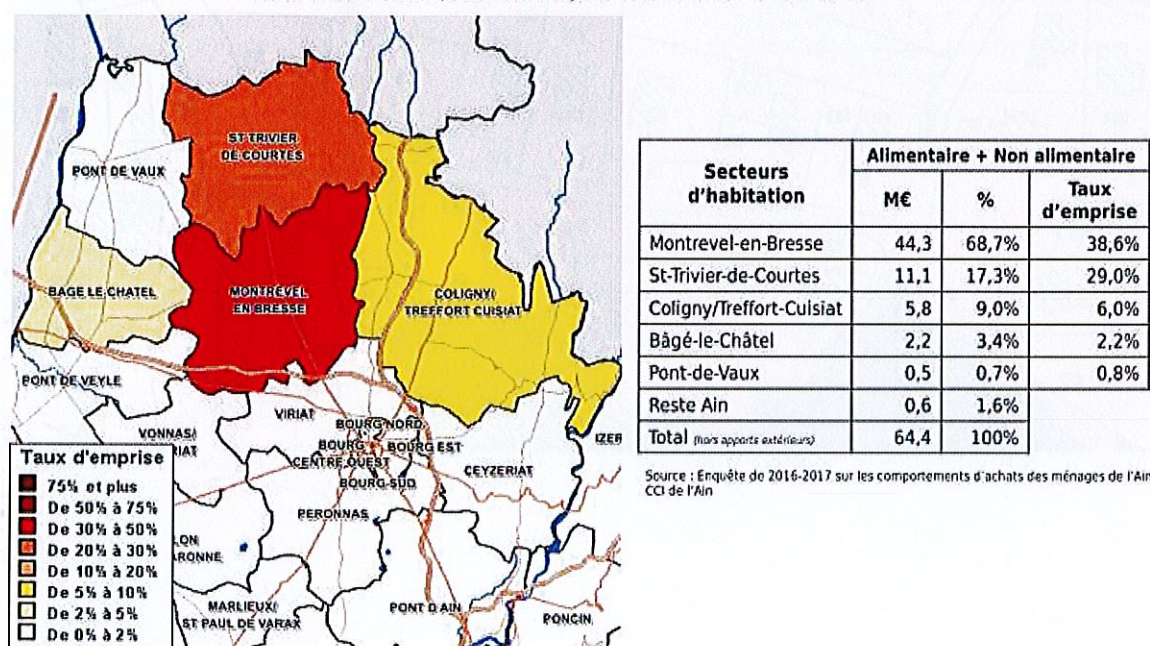 ST TRIVIER
DE COURTES
PONT DE VAUX
BAGE LE CHATEL
MONTREVEL
EN BRESSE
COLIGNY/
TREFFORT CUISIAT
PONT DE VEYLE
VIRIAT
VONNAS/
BOURG NORD
BOURG
BOURG EST
CENTRE OUEST
BOURG-SUD
CEYZERIAT
IZER
PERONNAS
LON
ARONNE
MARLIEUX/
ST PAUL DE VARAX
PONT D AIN
PONCIN
Taux d'emprise
75% et plus
De 50% à 75%
De 30% à 50%
De 20% à 30%
De 10% à 20%
De 5% à 10%
De 2% à 5%
De 0% à 2%
Secteurs d'habitation Alimentaire + Non alimentaire
M€ % Taux d'emprise
Montrevel-en-Bresse 44,3 68,7% 38,6%
St-Trivier-de-Courtes 11,1 17,3% 29,0%
Coligny/Treffort-Cuisiat 5,8 9,0% 6,0%
Bâgé-le-Châtel 2,2 3,4% 2,2%
Pont-de-Vaux 0,5 0,7% 0,8%
Reste Ain 0,6 1,6%
Total (hors apports extérieurs) 64,4 100%
Source : Enquête de 2016-2017 sur les comportements d'achats des ménages de l'Ain
CCI de l'Ain